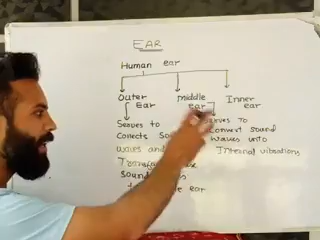 EAR
Human ear
Outer Ear
Serves to
Collects
waves and
Sound
ear
middle ear
Serves to
Convert sound
waves into
Internal vibrations
Inner ear